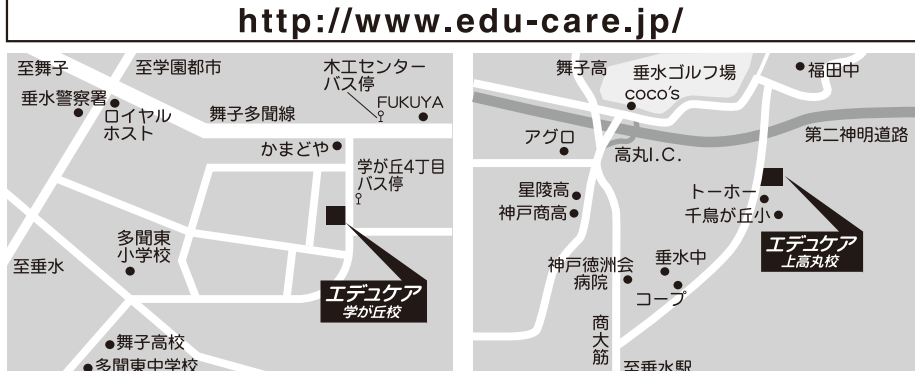 http://www.edu-care.jp/
至舞子
至学園都市
木工センター
バス停
FUKUYA
垂水警察署
ロイヤル
ホスト
舞子多聞線
かまどや
学が丘4丁目
バス停
多聞東
小学校
至垂水
エデュケア
学が丘校
舞子高校
多聞東中学校
舞子高
垂水ゴルフ場
coco's
福田中
アグロ
高丸I.C.
第二神明道路
星陵高
神戸商高
トーホー
千鳥が丘小
エデュケア
上高丸校
神戸徳洲会
病院
垂水中
コープ
商大筋
至垂水駅